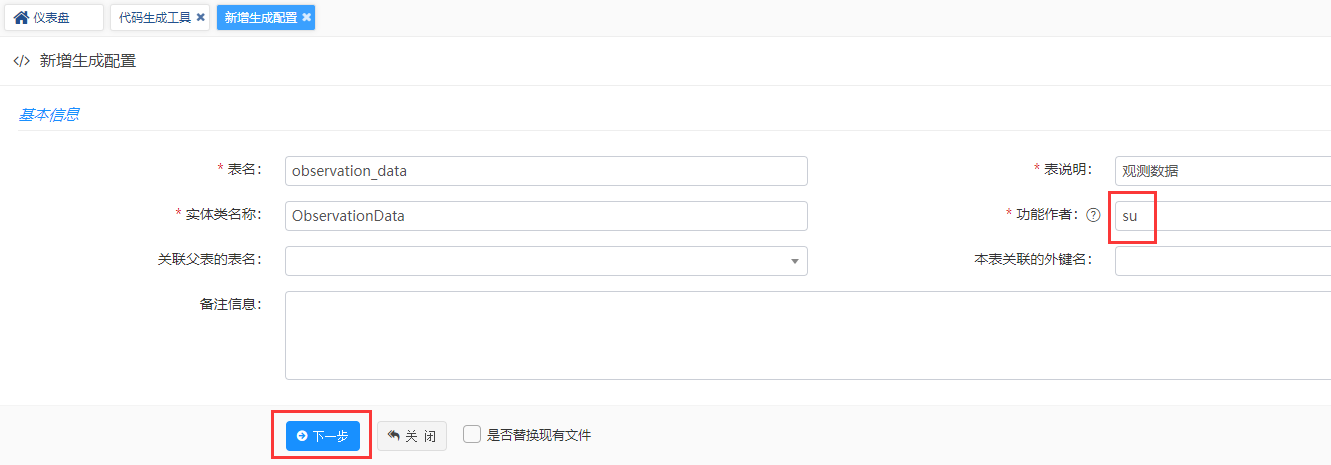 仪表盘 代码生成工具 新增生成配置
</> 新增生成配置
基本信息
* 表名： observation_data * 表说明： 观测数据
* 实体类名称： ObservationData * 功能作者： ? su
关联父表的表名： 本表关联的外键名：
备注信息：
下一步 关 闭 是否替换现有文件